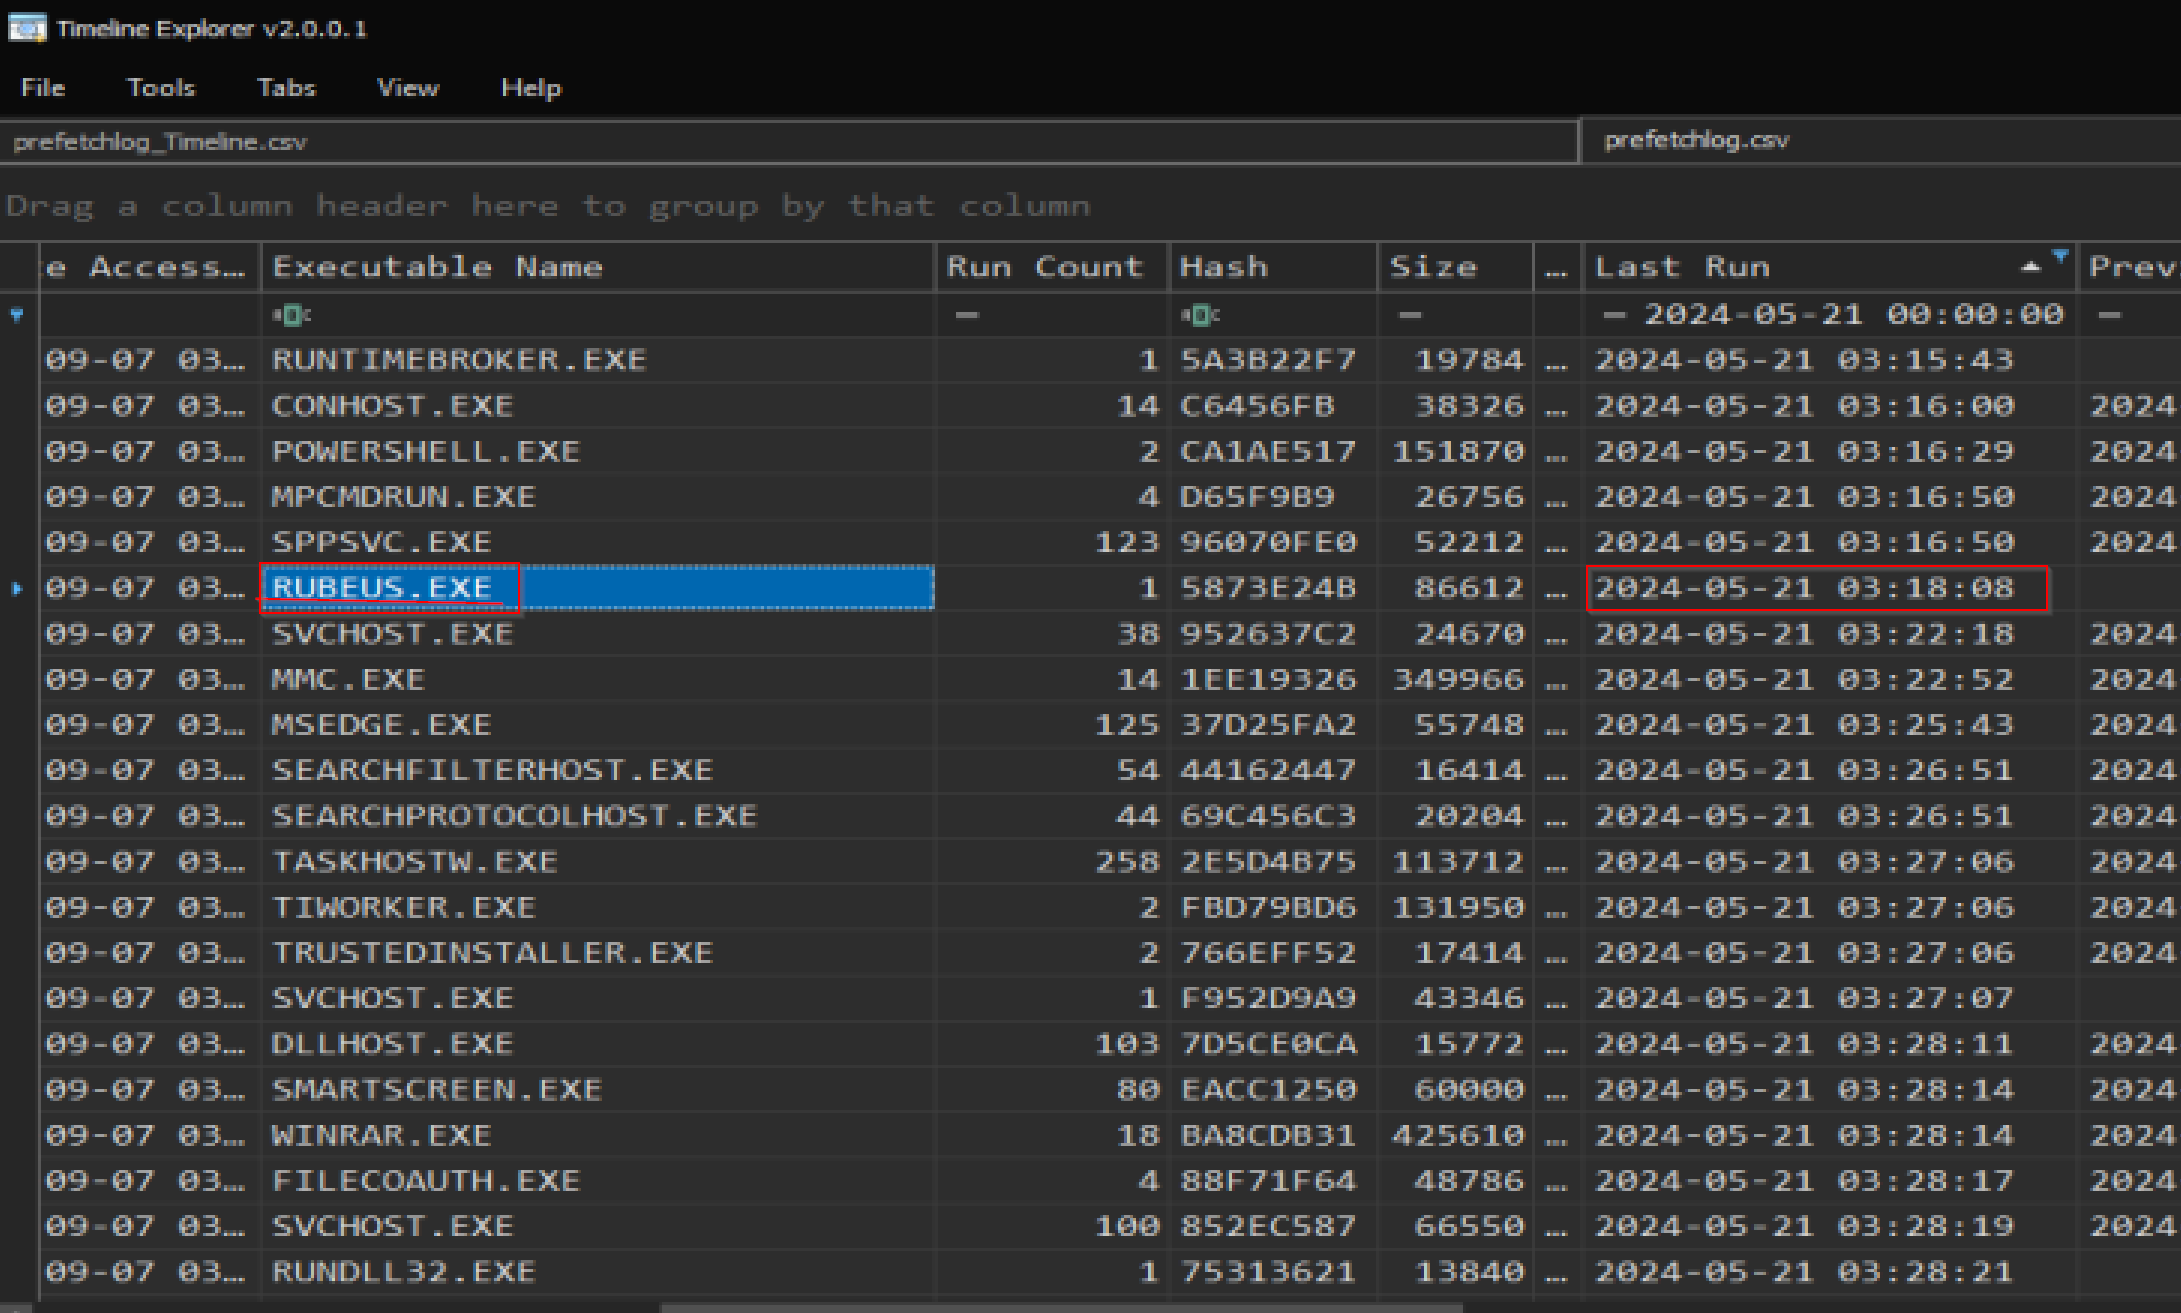 Timeline Explorer v2.0.0.1
File Tools Tabs View Help
prefetchlog_Timeline.csv prefetchlog.csv
Drag a column header here to group by that column
e Access… Executable Name Run Count Hash Size … Last Run Prev
2024-05-21 00:00:00
09-07 03… RUNTIMEBROKER.EXE 1 5A3B22F7 19784 … 2024-05-21 03:15:43
09-07 03… CONHOST.EXE 14 C6456FB 38326 … 2024-05-21 03:16:00 2024
09-07 03… POWERSHELL.EXE 2 CA1AE517 151870 … 2024-05-21 03:16:29 2024
09-07 03… MPCMDRUN.EXE 4 D65F9B9 26756 … 2024-05-21 03:16:50 2024
09-07 03… SPPSVC.EXE 123 96070FE0 52212 … 2024-05-21 03:16:50 2024
09-07 03… RUBEUS.EXE 1 5873E24B 86612 … 2024-05-21 03:18:08
09-07 03… SVCHOST.EXE 38 952637C2 24670 … 2024-05-21 03:22:18 2024
09-07 03… MMC.EXE 14 1EE19326 349966 … 2024-05-21 03:22:52 2024
09-07 03… MSEDGE.EXE 125 37D25FA2 55748 … 2024-05-21 03:25:43 2024
09-07 03… SEARCHFILTERHOST.EXE 54 44162447 16414 … 2024-05-21 03:26:51 2024
09-07 03… SEARCHPROTOCOLHOST.EXE 44 69C456C3 20204 … 2024-05-21 03:26:51 2024
09-07 03… TASKHOSTW.EXE 258 2E5D4B75 113712 … 2024-05-21 03:27:06 2024
09-07 03… TIWORKER.EXE 2 FBD79BD6 131950 … 2024-05-21 03:27:06 2024
09-07 03… TRUSTEDINSTALLER.EXE 2 766EFF52 17414 … 2024-05-21 03:27:06 2024
09-07 03… SVCHOST.EXE 1 F952D9A9 43346 … 2024-05-21 03:27:07
09-07 03… DLLHOST.EXE 103 7D5CE0CA 15772 … 2024-05-21 03:28:11 2024
09-07 03… SMARTSCREEN.EXE 80 EACC1250 60000 … 2024-05-21 03:28:14 2024
09-07 03… WINRAR.EXE 18 BA8CDB31 425610 … 2024-05-21 03:28:14 2024
09-07 03… FILECOAUTH.EXE 4 88F71F64 48786 … 2024-05-21 03:28:17 2024
09-07 03… SVCHOST.EXE 100 852EC587 66550 … 2024-05-21 03:28:19 2024
09-07 03… RUNDLL32.EXE 1 75313621 13840 … 2024-05-21 03:28:21